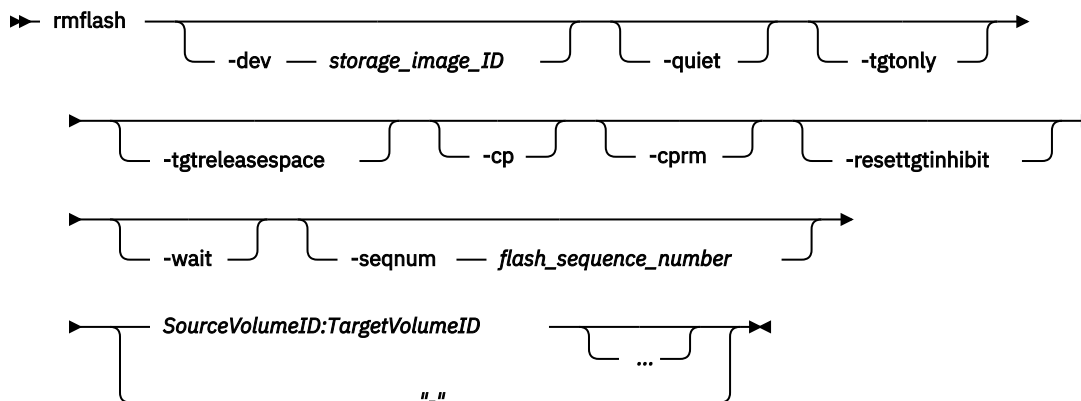 rmflash
-dev storage_image_ID -quiet -tgtonly
-tgtreleasespace -cp -cprm -resettgtinhibit
-wait -seqnum flash_sequence_number
SourceVolumeID:TargetVolumeID
...
"-"